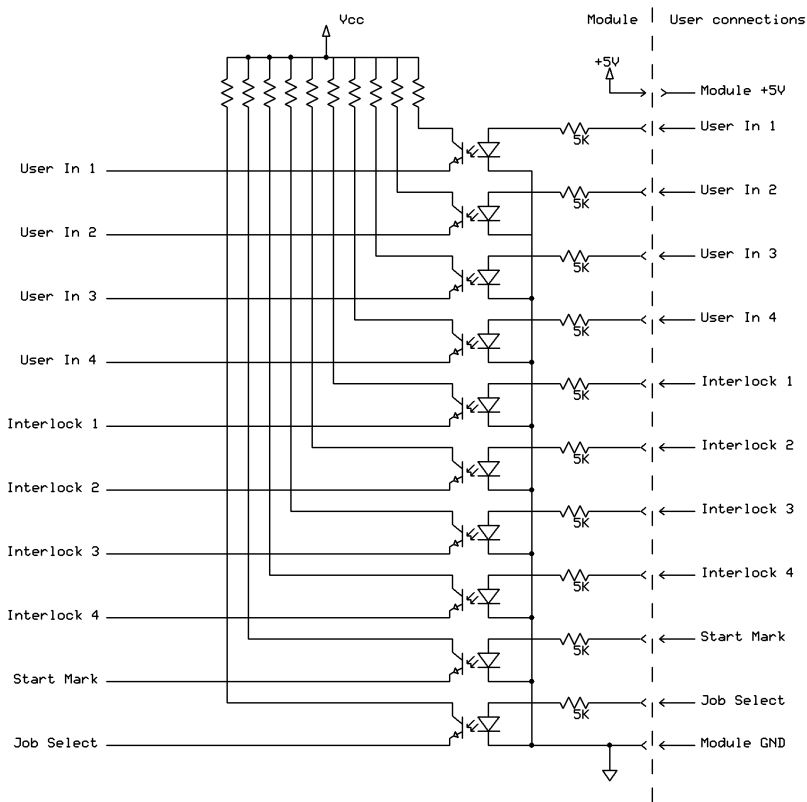 Vcc
Module
User connections
+5V
Module +5V
User In 1
5K
User In 1
User In 2
5K
User In 2
User In 3
5K
User In 3
User In 4
5K
User In 4
Interlock 1
5K
Interlock 1
Interlock 2
5K
Interlock 2
Interlock 3
5K
Interlock 3
Interlock 4
5K
Interlock 4
Start Mark
5K
Start Mark
Job Select
5K
Job Select
Module GND